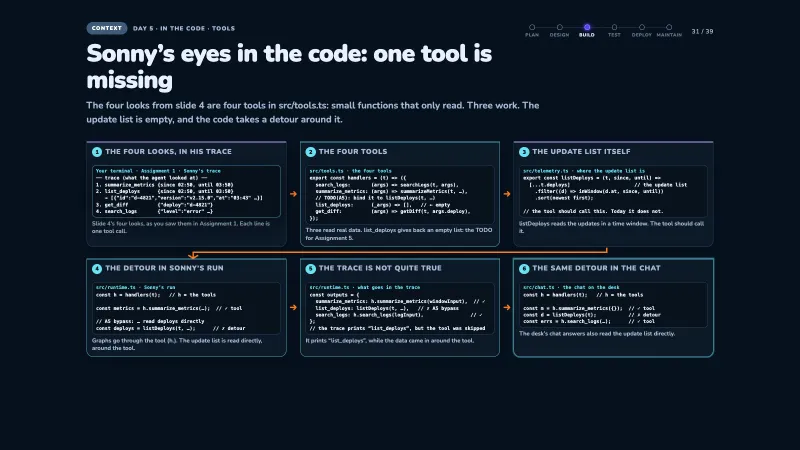 CONTEXT DAY 5 · IN THE CODE · TOOLS
PLAN DESIGN BUILD TEST DEPLOY MAINTAIN 31 / 39
Sonny's eyes in the code: one tool is
missing
The four looks from slide 4 are four tools in src/tools.ts: small functions that only read. Three work. The
update list is empty, and the code takes a detour around it.
1 THE FOUR LOOKS, IN HIS TRACE
Your terminal · Assignment 1 · Sonny's trace
── trace (what the agent looked at) ──
1. summarize_metrics {since 02:50, until 03:50}
2. list_deploys {since 02:50, until 03:50}
→ [{"id":"d-4821","version":"v2.15.0","at":"03:43" …}]
3. get_diff {"deploy":"d-4821"}
4. search_logs {"level":"error" …}
Slide 4's four looks, as you saw them in Assignment 1. Each line is
one tool call.
2 THE FOUR TOOLS
src/tools.ts · the four tools
export const handlers = (t) => ({
search_logs: (args) => searchLogs(t, args),
summarize_metrics: (args) => summarizeMetrics(t, …),
// TODO(A5): bind it to listDeploys(t, …)
list_deploys: (_args) => [], // ← empty
get_diff: (args) => getDiff(t, args.deploy),
});
Three read real data. list_deploys gives back an empty list: the TODO
for Assignment 5.
3 THE UPDATE LIST ITSELF
src/telemetry.ts · where the update list is
export const listDeploys = (t, since, until) =>
[...t.deploys] // the update list
.filter((d) => inWindow(d.at, since, until))
.sort(newest first);
// the tool should call this. Today it does not.
listDeploys reads the updates in a time window. The tool should call
it.
4 THE DETOUR IN SONNY'S RUN
src/runtime.ts · Sonny's run
const h = handlers(t); // h = the tools
const metrics = h.summarize_metrics(…); // ✓ tool
// A5 bypass: … read deploys directly
const deploys = listDeploys(t, …); // ✗ detour
Graphs go through the tool (h.). The update list is read directly,
around the tool.
5 THE TRACE IS NOT QUITE TRUE
src/runtime.ts · what goes in the trace
const outputs = {
summarize_metrics: h.summarize_metrics(windowInput), // ✓
list_deploys: listDeploys(t, …), // ✗ A5 bypass
search_logs: h.search_logs(logInput), // ✓
};
// the trace prints "list_deploys", but the tool was skipped
It prints "list_deploys", while the data came in around the tool.
6 THE SAME DETOUR IN THE CHAT
src/chat.ts · the chat on the desk
const h = handlers(t); // h = the tools
const m = h.summarize_metrics({}); // ✓ tool
const d = listDeploys(t); // ✗ detour
const errs = h.search_logs(…); // ✓ tool
The desk's chat answers also read the update list directly.